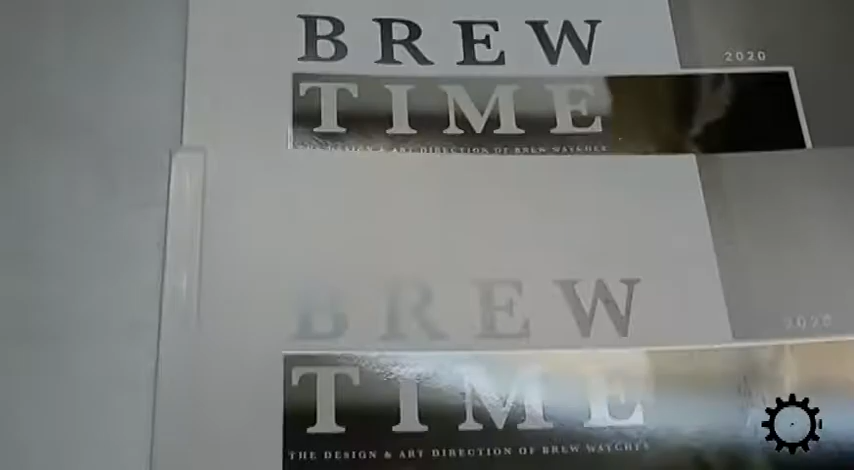 BREW
2020
TIME
THE DESIGN & ART DIRECTION OF BREW WATCHES
BREW
2020
TIME
THE DESIGN & ART DIRECTION OF BREW WATCHES